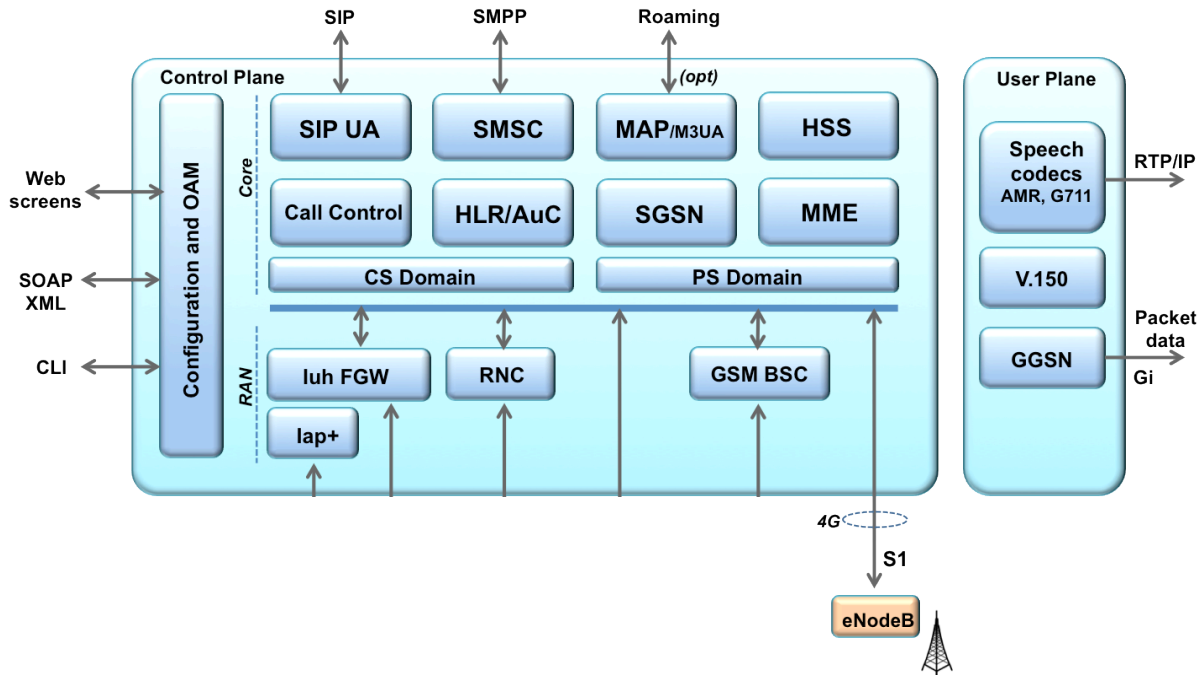 SIP
SMPP
Roaming
(opt)
Control Plane
User Plane
Configuration and OAM
Core
SIP UA
SMSC
MAP/M3UA
HSS
Speech
codecs
AMR, G711
RTP/IP
Web
screens
Call Control
HLR/AuC
SGSN
MME
CS Domain
PS Domain
V.150
SOAP
XML
Packet
data
CLI
RAN
Iuh FGW
RNC
GSM BSC
GGSN
Gi
Iap+
4G
S1
eNodeB